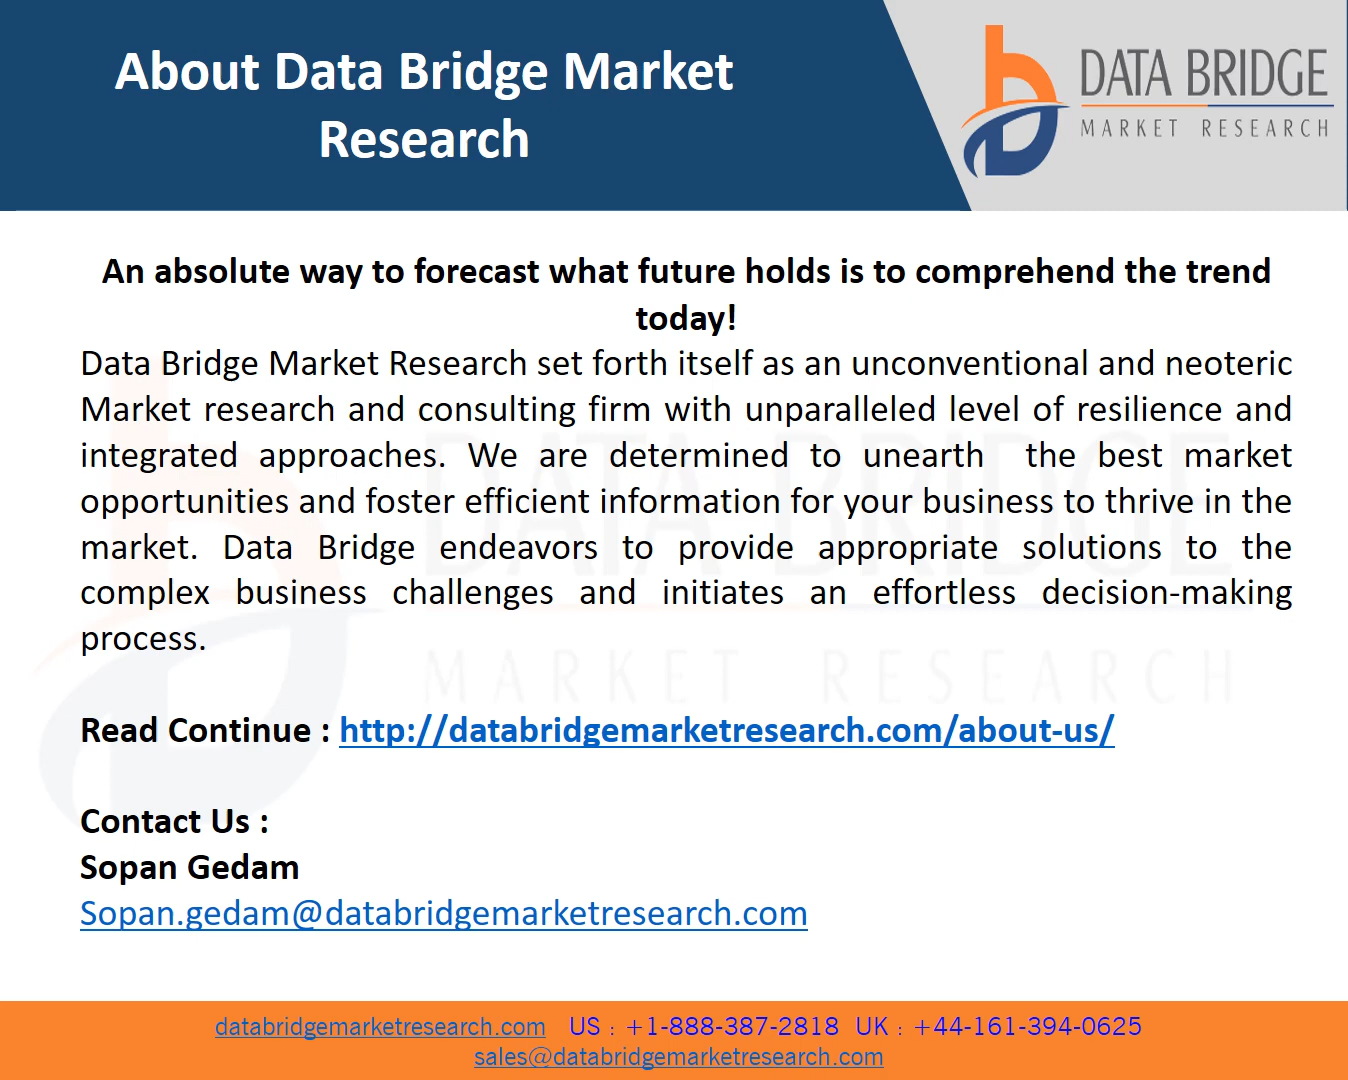 About Data Bridge Market
Research
DATA BRIDGE
MARKET RESEARCH
An absolute way to forecast what future holds is to comprehend the trend
today!
Data Bridge Market Research set forth itself as an unconventional and neoteric
Market research and consulting firm with unparalleled level of resilience and
integrated approaches. We are determined to unearth the best market
opportunities and foster efficient information for your business to thrive in the
market. Data Bridge endeavors to provide appropriate solutions to the
complex business challenges and initiates an effortless decision-making
process.
DATA BRIDGE
MARKET RESEARCH
Read Continue : http://databridgemarketresearch.com/about-us/
Contact Us :
Sopan Gedam
Sopan.gedam@databridgemarketresearch.com
databridgemarketresearch.com US : +1-888-387-2818 UK : +44-161-394-0625
sales@databridgemarketresearch.com